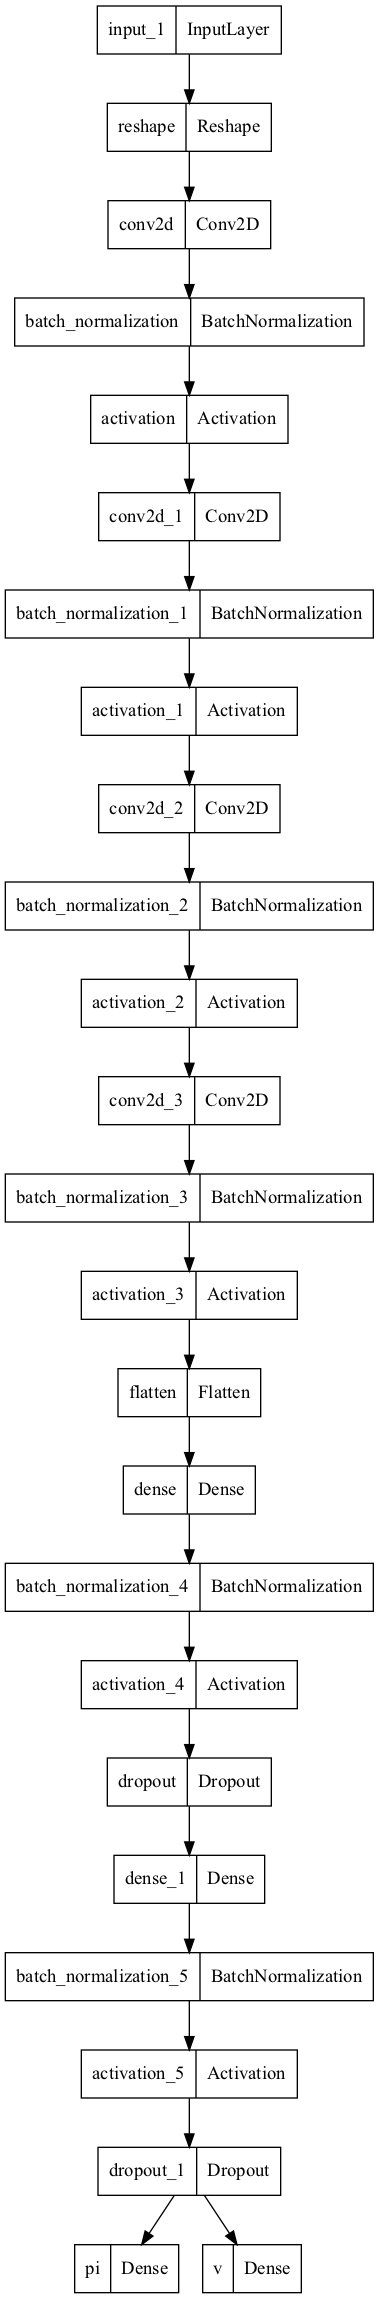 input_1 InputLayer
reshape Reshape
conv2d Conv2D
batch_normalization BatchNormalization
activation Activation
conv2d_1 Conv2D
batch_normalization_1 BatchNormalization
activation_1 Activation
conv2d_2 Conv2D
batch_normalization_2 BatchNormalization
activation_2 Activation
conv2d_3 Conv2D
batch_normalization_3 BatchNormalization
activation_3 Activation
flatten Flatten
dense Dense
batch_normalization_4 BatchNormalization
activation_4 Activation
dropout Dropout
dense_1 Dense
batch_normalization_5 BatchNormalization
activation_5 Activation
dropout_1 Dropout
pi Dense v Dense